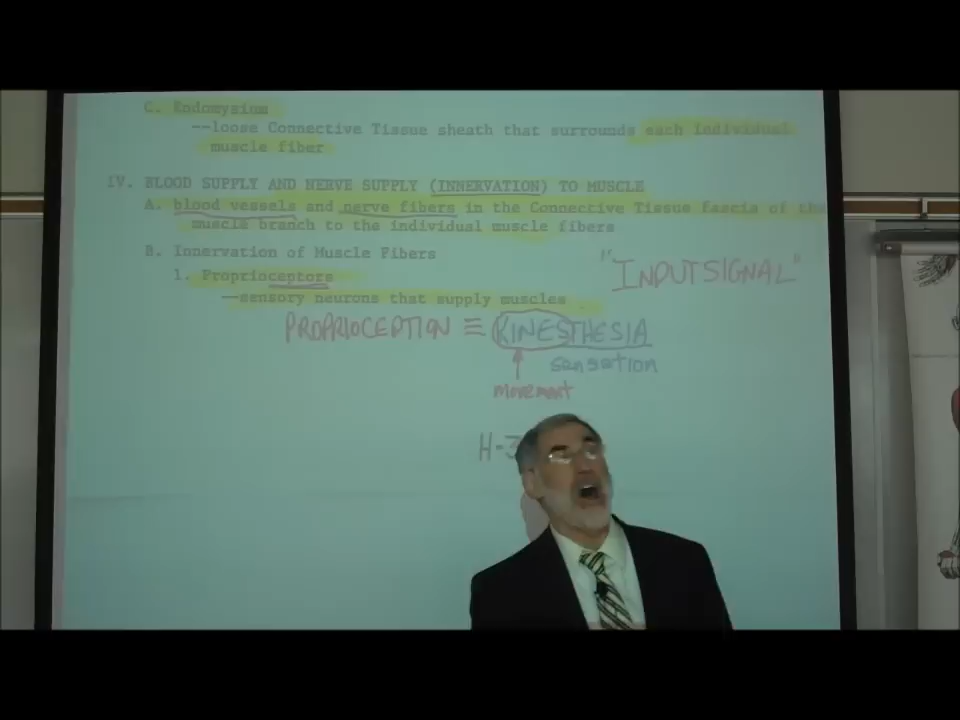 C. Endomysium
--loose Connective Tissue sheath that surrounds each individual
muscle fiber
IV. BLOOD SUPPLY AND NERVE SUPPLY (INNERVATION) TO MUSCLE
A. blood vessels and nerve fibers in the Connective Tissue fascia of the
muscle branch to the individual muscle fibers
B. Innervation of Muscle Fibers
"INPUT SIGNAL"
1. Proprioceptors
--sensory neurons that supply muscles
PROPRIOCEPTION ≡ KINESTHESIA
sensation
movement
H-3